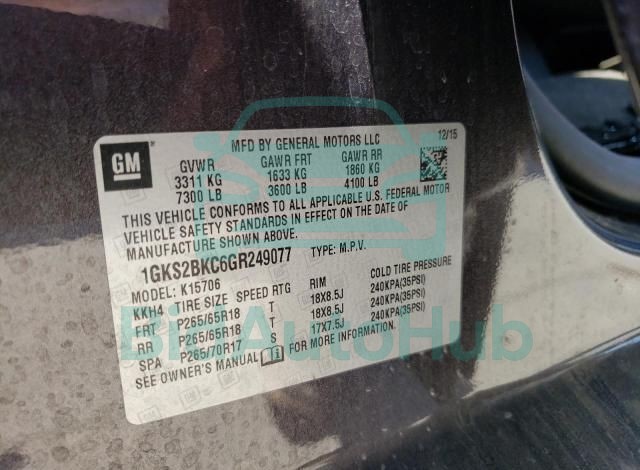 GM
MFD BY GENERAL MOTORS LLC 12/15
GVWR GAWR FRT GAWR RR
3311 KG 1633 KG 1860 KG
7300 LB 3600 LB 4100 LB
THIS VEHICLE CONFORMS TO ALL APPLICABLE U.S. FEDERAL MOTOR
VEHICLE SAFETY STANDARDS IN EFFECT ON THE DATE OF
MANUFACTURE SHOWN ABOVE.
1GKS2BKC6GR249077 TYPE: M.P.V.
MODEL: K15706
KKH4 TIRE SIZE SPEED RTG RIM COLD TIRE PRESSURE
FRT P265/65R18 T 18X8.5J 240KPA(35PSI)
RR P265/65R18 T 18X8.5J 240KPA(35PSI)
SPA P265/70R17 S 17X7.5J 240KPA(35PSI)
SEE OWNER'S MANUAL FOR MORE INFORMATION.
Bid AutoHub